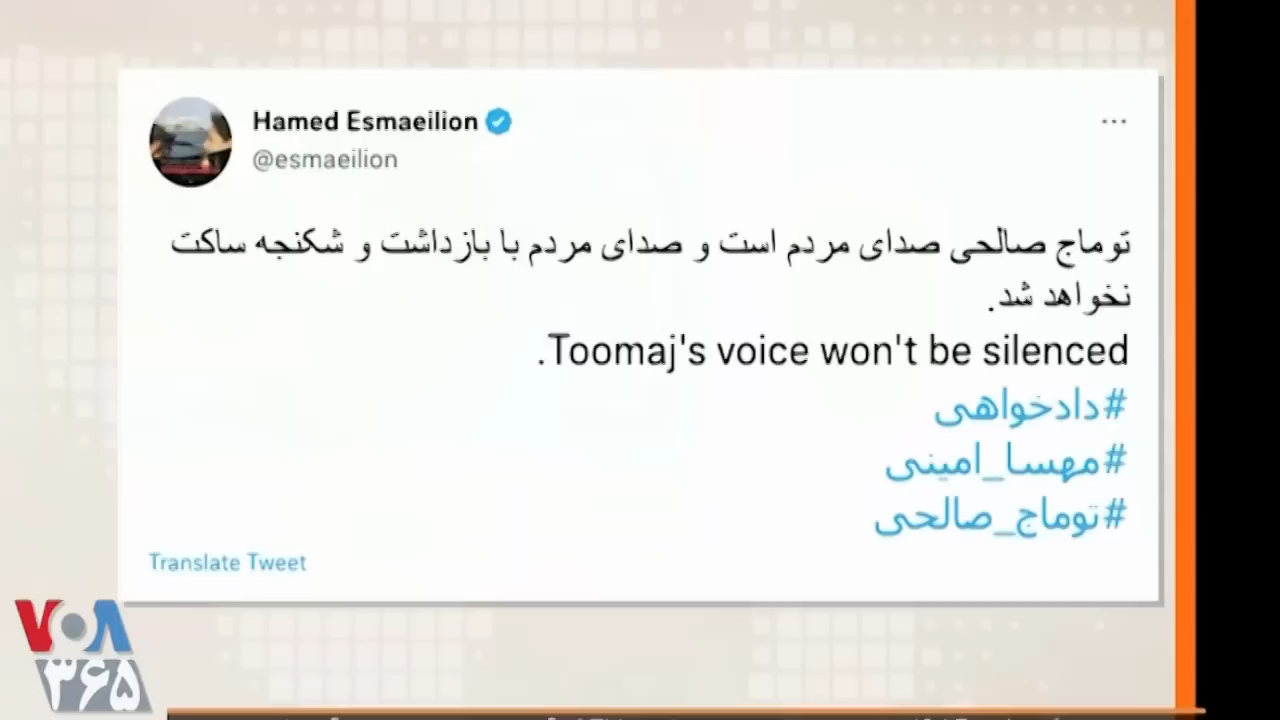 Hamed Esmaeilion
@esmaeilion
توماج صالحی صدای مردم است و صدای مردم با بازداشت و شکنجه ساکت
نخواهد شد.
.Toomaj's voice won't be silenced
#دادخواهی
#مهسا_امینی
#توماج_صالحی
Translate Tweet
VOA
۳۶۵